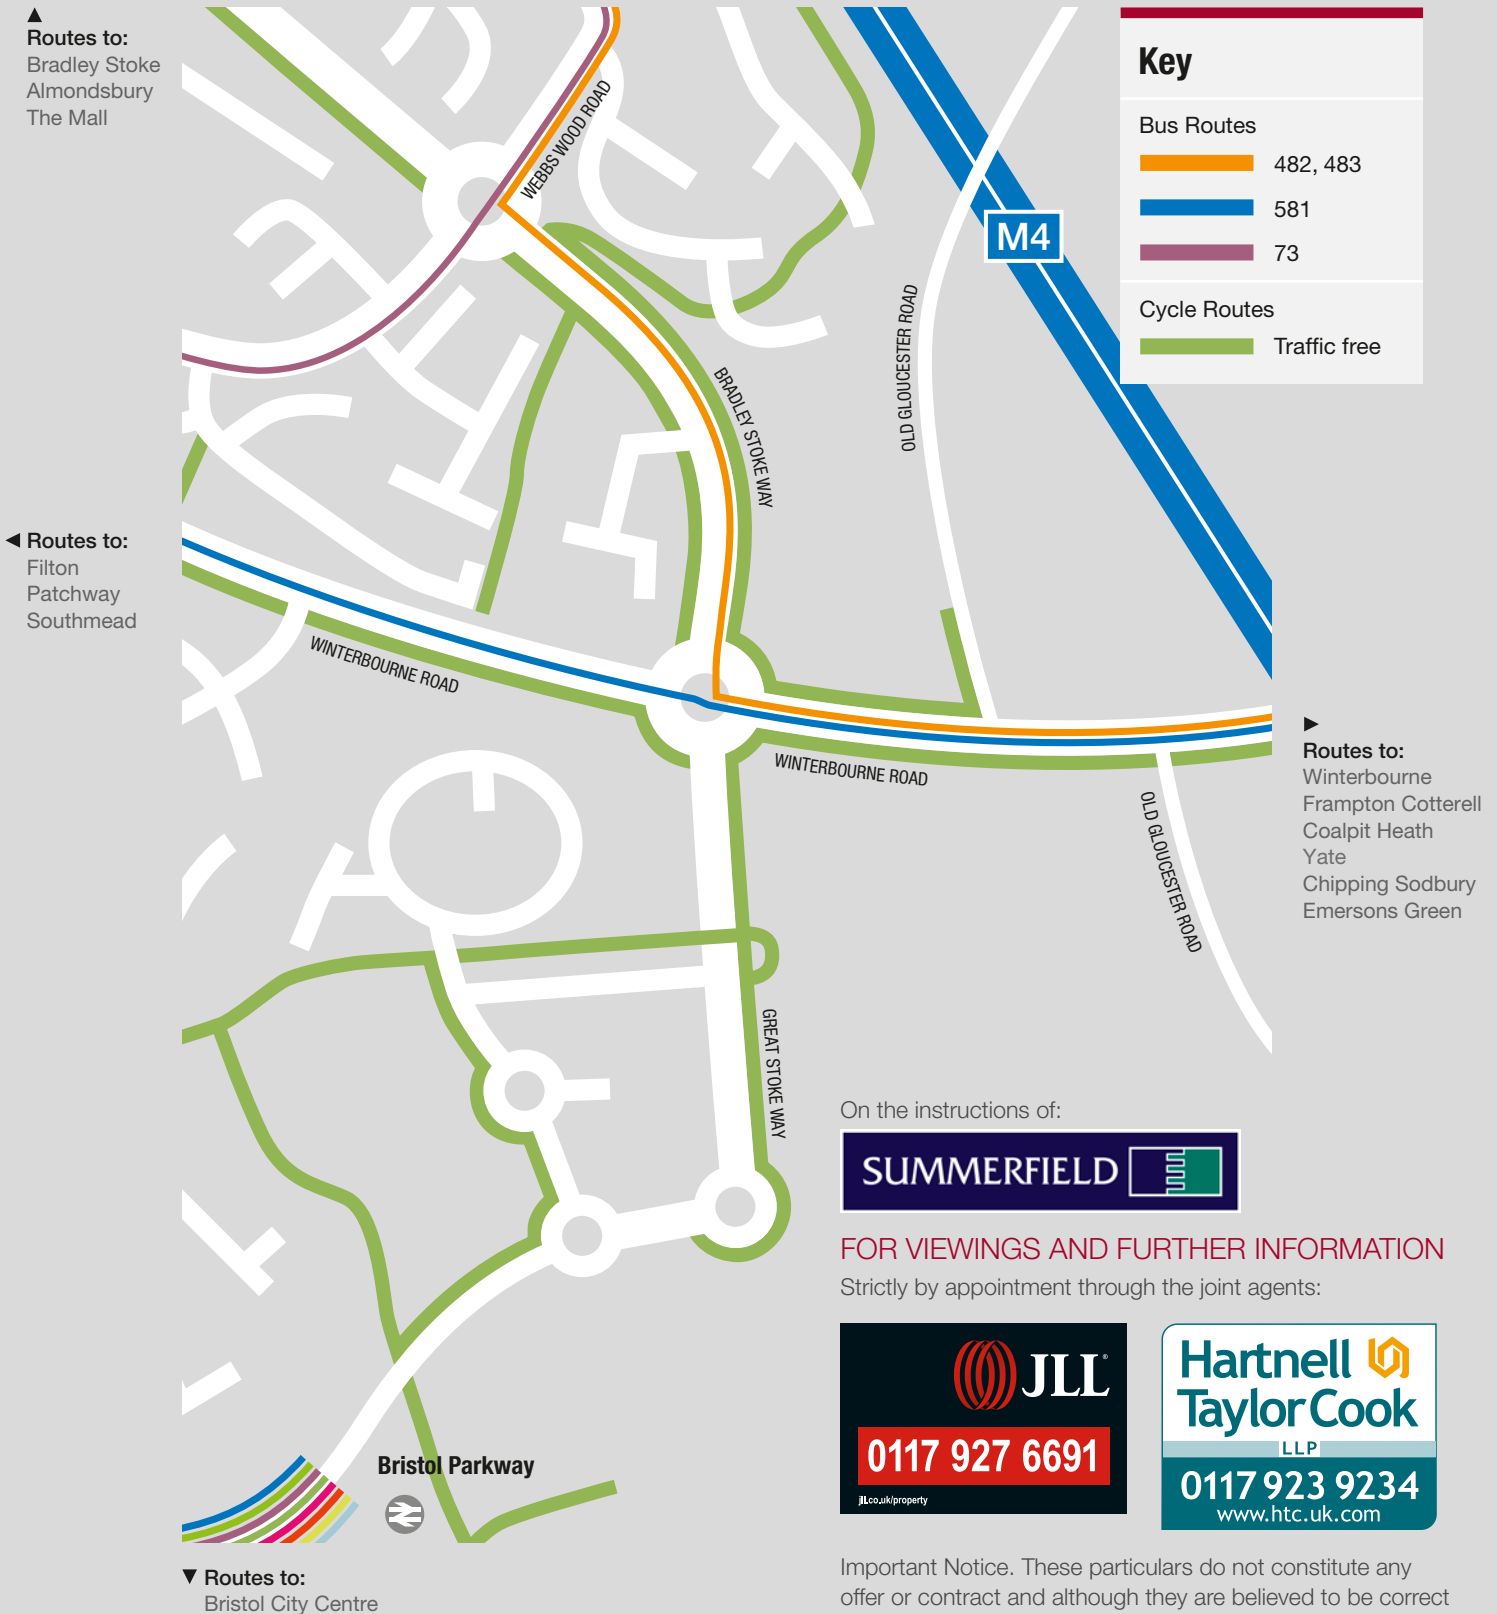 Routes to:
Bradley Stoke
Almondsbury
The Mall
WEBBS WOOD ROAD
M4
Key
Bus Routes
482, 483
581
73
Cycle Routes
Traffic free
OLD GLOUCESTER ROAD
BRADLEY STOKE WAY
Routes to:
Filton
Patchway
Southmead
WINTERBOURNE ROAD
WINTERBOURNE ROAD
Routes to:
Winterbourne
Frampton Cotterell
Coalpit Heath
Yate
Chipping Sodbury
Emersons Green
OLD GLOUCESTER ROAD
GREAT STOKE WAY
On the instructions of:
SUMMERFIELD
FOR VIEWINGS AND FURTHER INFORMATION
Strictly by appointment through the joint agents:
JLL®
0117 927 6691
jll.co.uk/property
Hartnell
Taylor Cook
LLP
0117 923 9234
www.htc.uk.com
Bristol Parkway
Routes to:
Bristol City Centre
Important Notice. These particulars do not constitute any
offer or contract and although they are believed to be correct